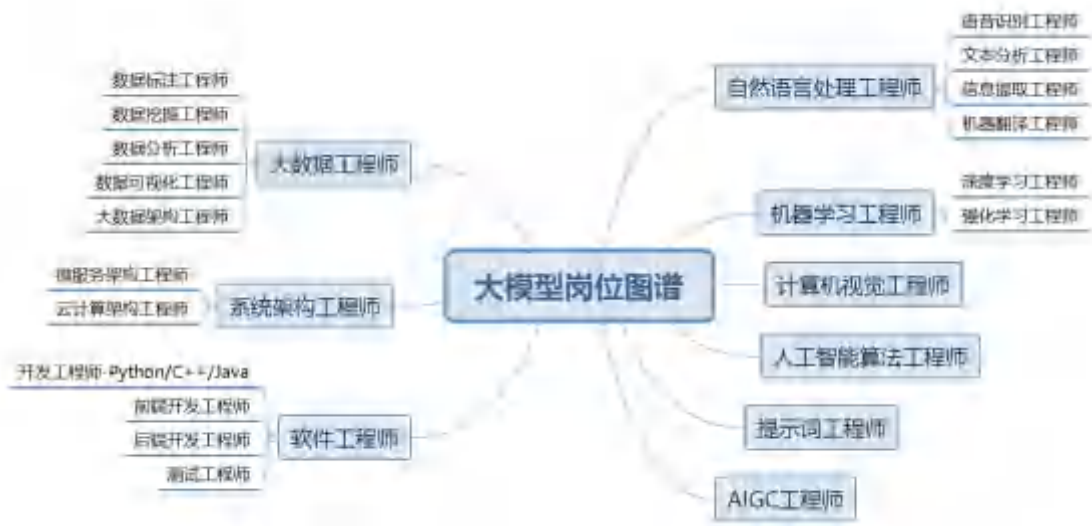 大模型岗位图谱
自然语言处理工程师
语音识别工程师
文本分析工程师
信息提取工程师
机器翻译工程师
机器学习工程师
深度学习工程师
强化学习工程师
计算机视觉工程师
人工智能算法工程师
提示词工程师
AIGC工程师
大数据工程师
数据标注工程师
数据挖掘工程师
数据分析工程师
数据可视化工程师
大数据架构工程师
系统架构工程师
微服务架构工程师
云计算架构工程师
软件工程师
开发工程师-Python/C++/Java
前端开发工程师
后端开发工程师
测试工程师